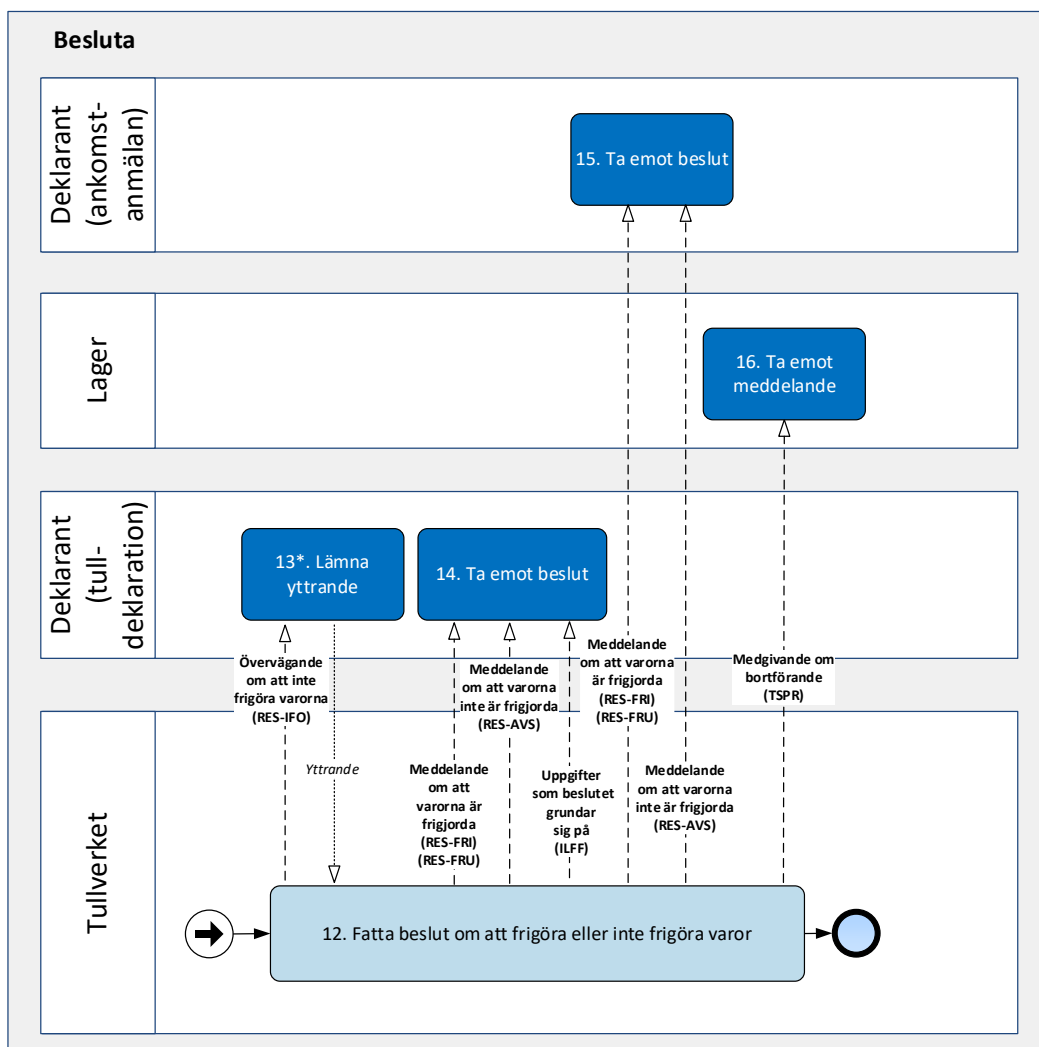 Besluta
Deklarant
(ankomst-
anmälan)
15. Ta emot beslut
Lager
16. Ta emot
meddelande
Deklarant
(tull-
deklaration)
13*. Lämna
yttrande
14. Ta emot beslut
Övervägande
om att inte
frigöra varorna
(RES-IFO)
Meddelande
om att varorna
inte är frigjorda
(RES-AVS)
Meddelande
om att varorna
är frigjorda
(RES-FRI)
(RES-FRU)
Medgivande om
bortförande
(TSPR)
Tullverket
Yttrande
Meddelande
om att
varorna är
frigjorda
(RES-FRI)
(RES-FRU)
Uppgifter
som beslutet
grundar
sig på
(ILFF)
Meddelande
om att varorna
inte är frigjorda
(RES-AVS)
12. Fatta beslut om att frigöra eller inte frigöra varor